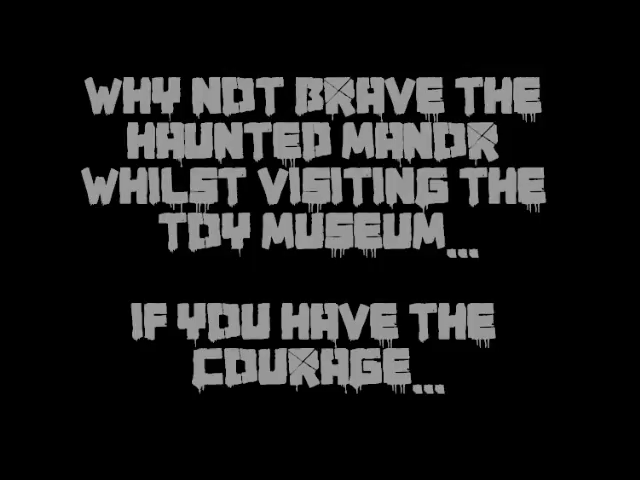 WHY NOT BRAVE THE
HAUNTED MANOR
WHILST VISITING THE
TOY MUSEUM...
IF YOU HAVE THE
COURAGE...